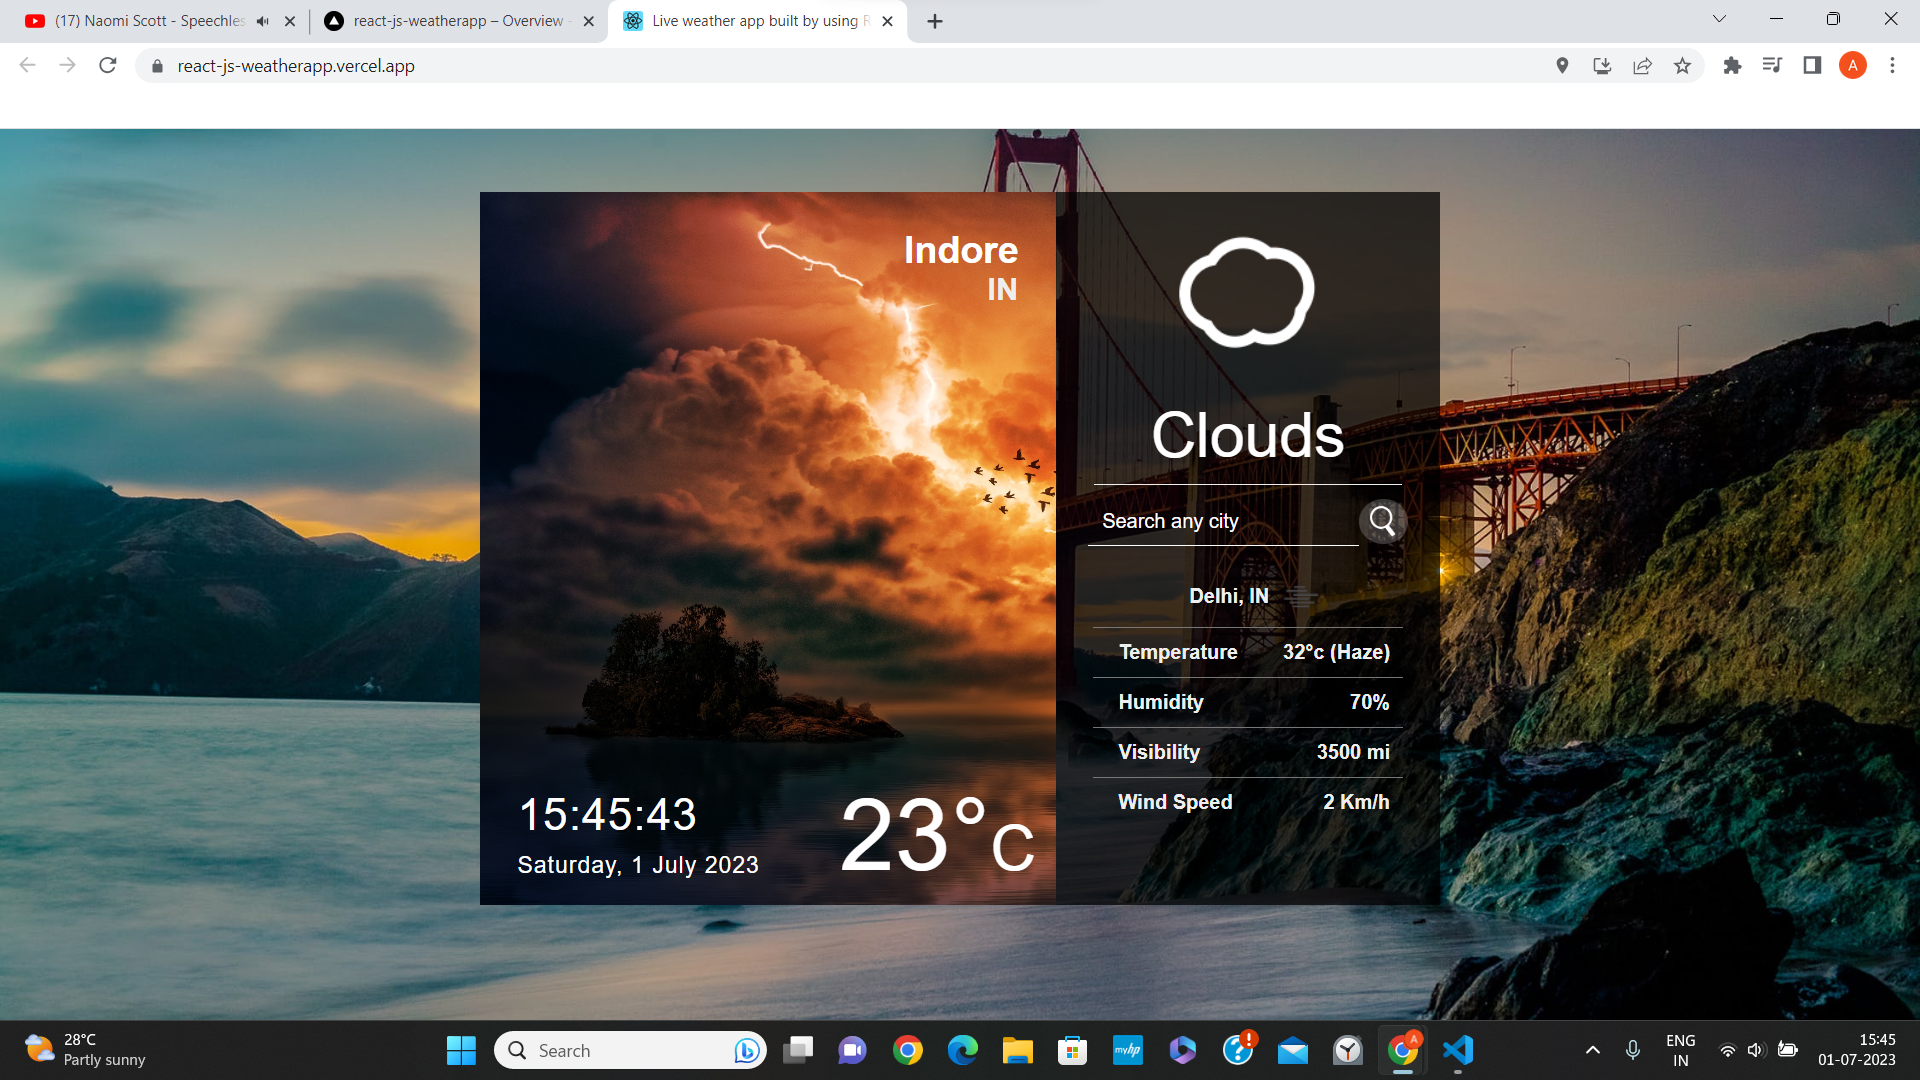 (17) Naomi Scott - Speechles
react-js-weatherapp – Overview
Live weather app built by using R
react-js-weatherapp.vercel.app
A
Indore
IN
15:45:43
Saturday, 1 July 2023
23°C
Clouds
Search any city
Delhi, IN
Temperature 32°c (Haze)
Humidity 70%
Visibility 3500 mi
Wind Speed 2 Km/h
28°C
Partly sunny
Search
myhp
A
ENG
IN
15:45
01-07-2023